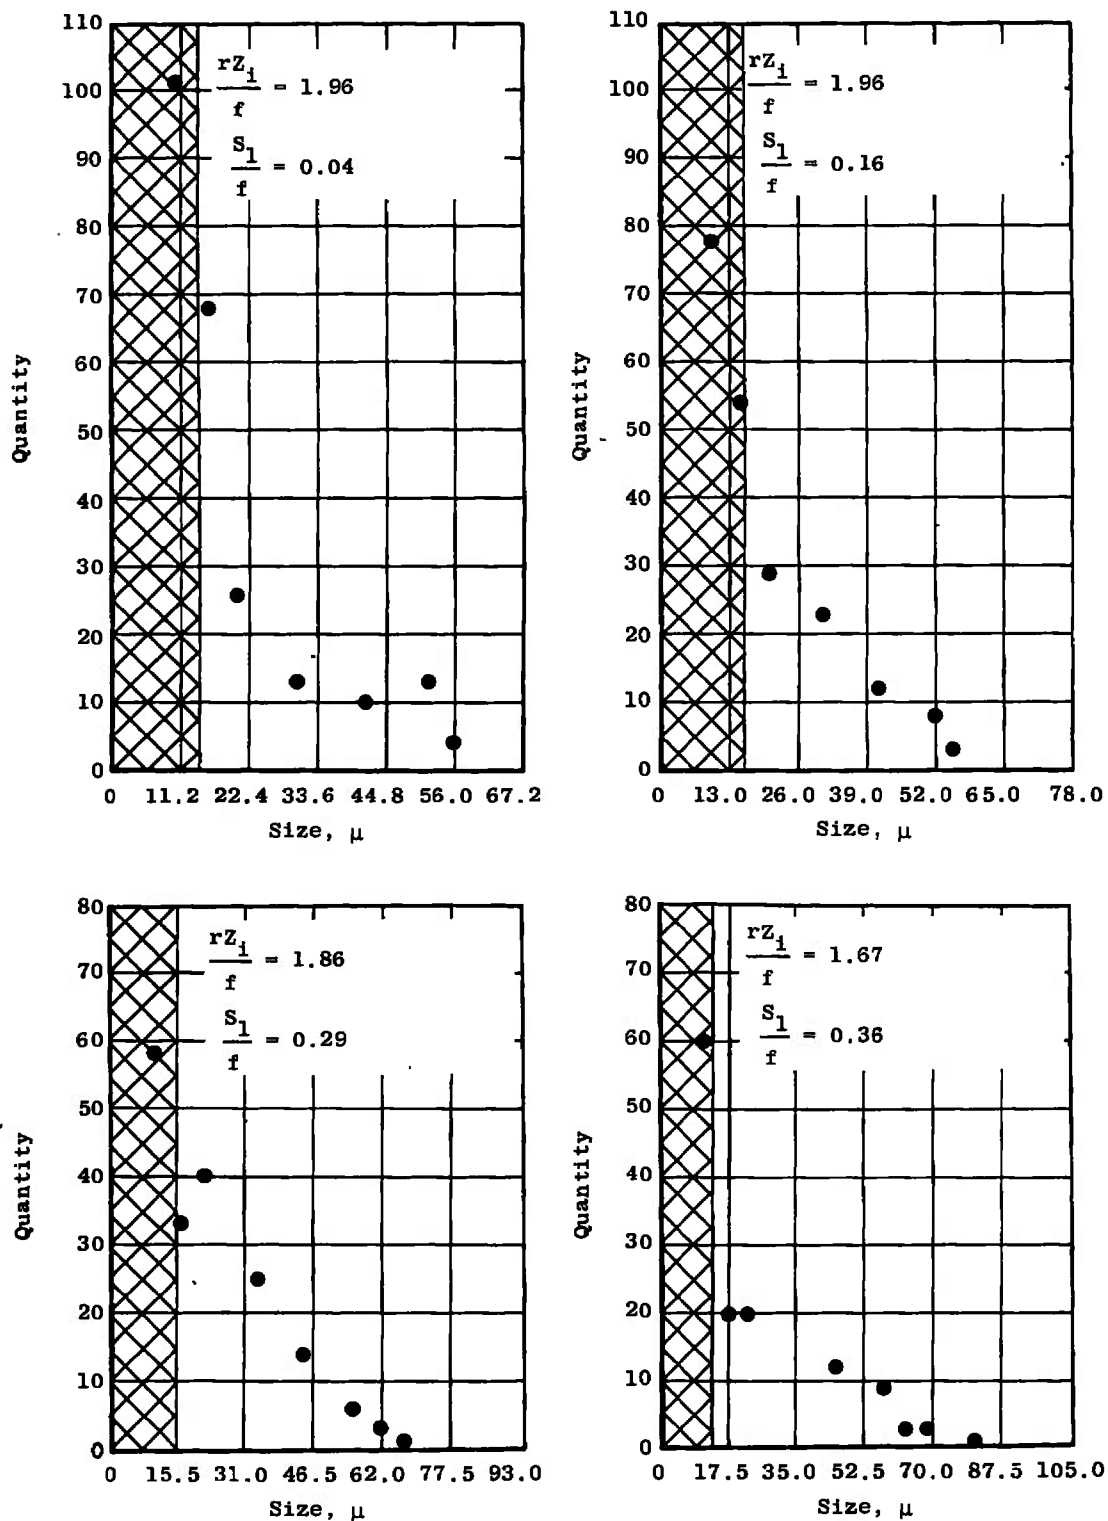 110
100
90
80
70
60
50
40
30
20
10
0
Quantity
rZi
f
= 1.96
S1
f
= 0.04
0 11.2 22.4 33.6 44.8 56.0 67.2
Size, μ
110
100
90
80
70
60
50
40
30
20
10
0
Quantity
rZi
f
= 1.96
S1
f
= 0.16
0 13.0 26.0 39.0 52.0 65.0 78.0
Size, μ
80
70
60
50
40
30
20
10
0
Quantity
rZi
f
= 1.86
S1
f
= 0.29
0 15.5 31.0 46.5 62.0 77.5 93.0
Size, μ
80
70
60
50
40
30
20
10
0
Quantity
rZi
f
= 1.67
S1
f
= 0.36
0 17.5 35.0 52.5 70.0 87.5 105.0
Size, μ